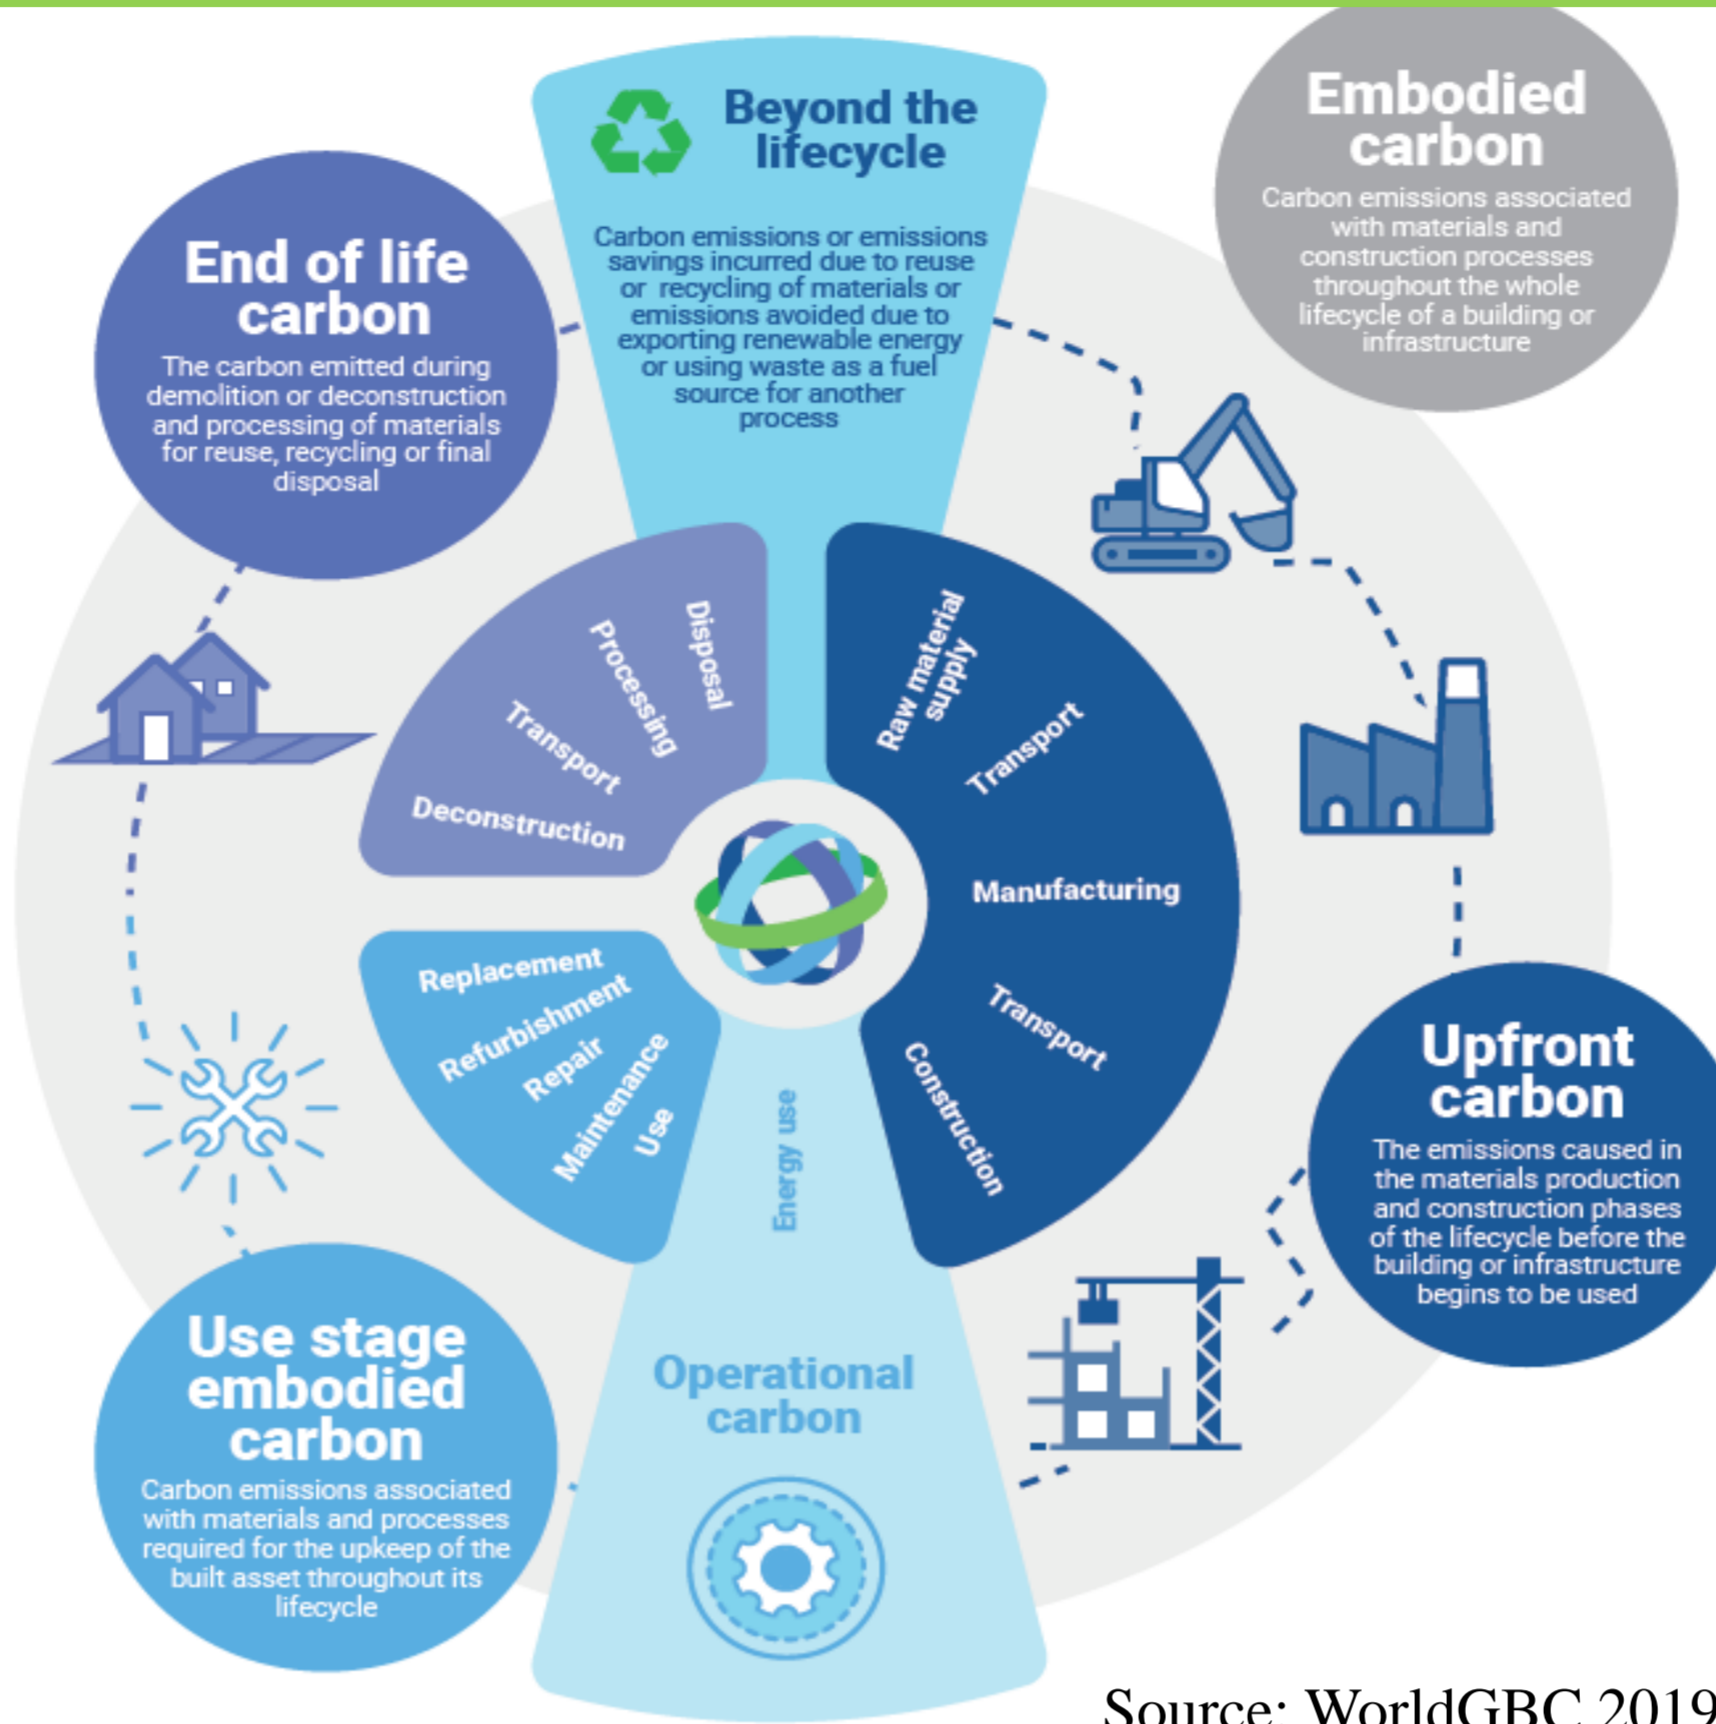 Beyond the
lifecycle
Carbon emissions or emissions
savings incurred due to reuse
or recycling of materials or
emissions avoided due to
exporting renewable energy
or using waste as a fuel
source for another
process
Embodied
carbon
Carbon emissions associated
with materials and
construction processes
throughout the whole
lifecycle of a building or
infrastructure
End of life
carbon
The carbon emitted during
demolition or deconstruction
and processing of materials
for reuse, recycling or final
disposal
Raw material
supply
Transport
Manufacturing
Transport
Construction
Disposal
Processing
Transport
Deconstruction
Replacement
Refurbishment
Repair
Maintenance
Use
Energy use
Upfront
carbon
The emissions caused in
the materials production
and construction phases
of the lifecycle before the
building or infrastructure
begins to be used
Use stage
embodied
carbon
Carbon emissions associated
with materials and processes
required for the upkeep of the
built asset throughout its
lifecycle
Operational
carbon
Source: WorldGBC 2019